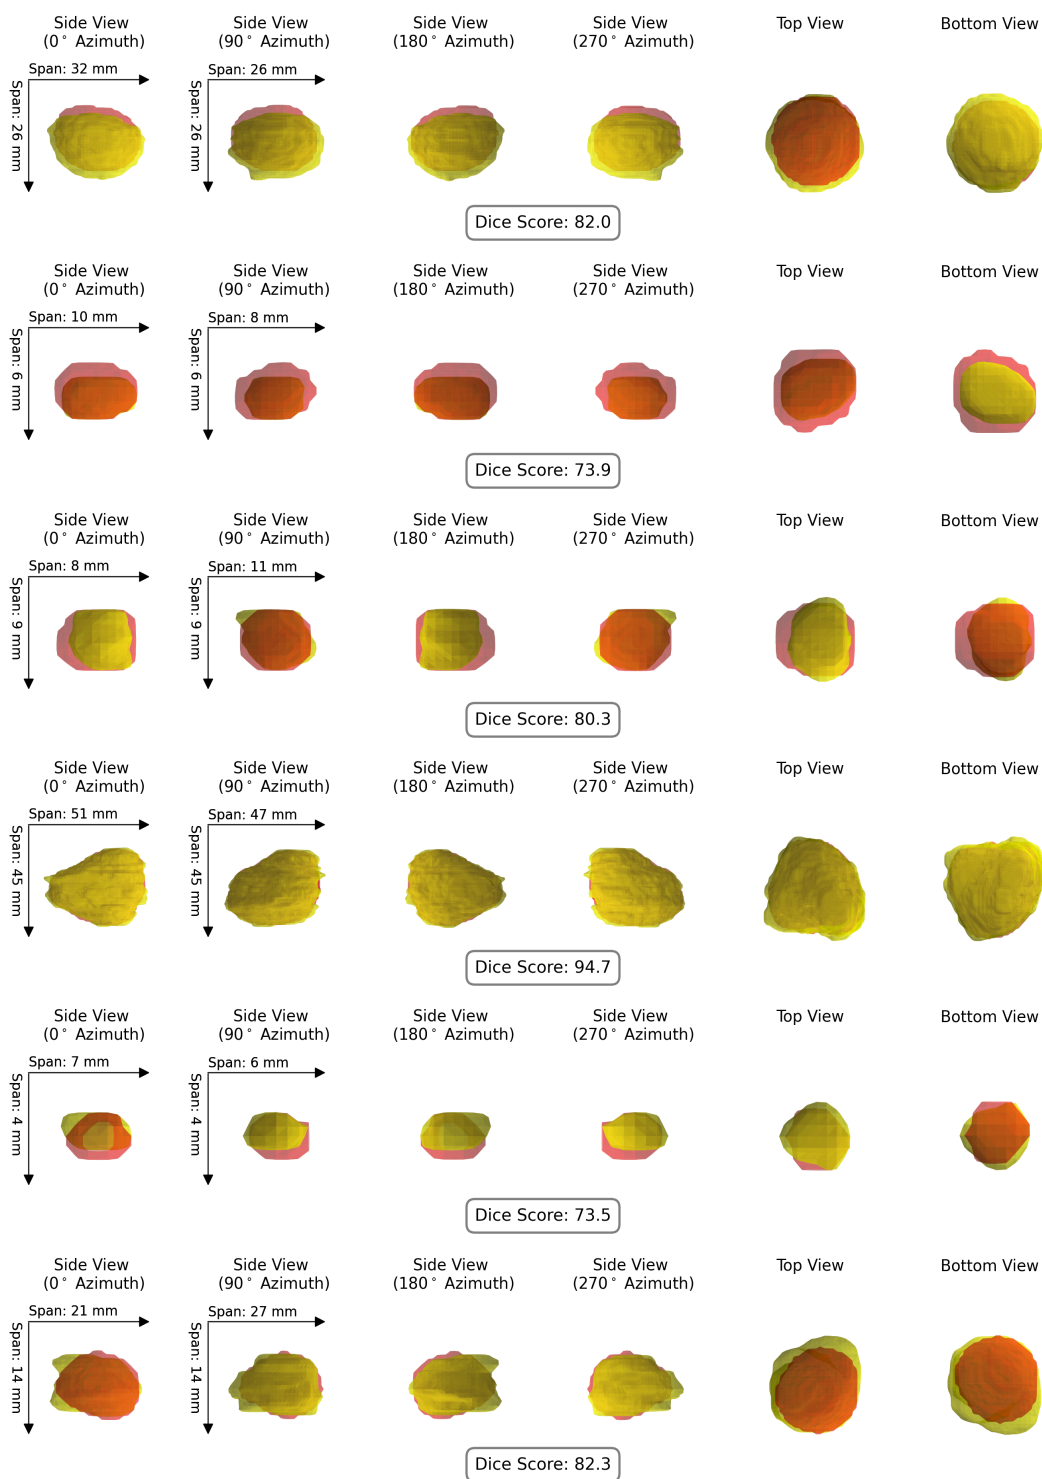 Side View
(0° Azimuth)
Side View
(90° Azimuth)
Side View
(180° Azimuth)
Side View
(270° Azimuth)
Top View
Bottom View
Span: 32 mm
Span: 26 mm
Span: 26 mm
Span: 26 mm
Dice Score: 82.0
Side View
(0° Azimuth)
Side View
(90° Azimuth)
Side View
(180° Azimuth)
Side View
(270° Azimuth)
Top View
Bottom View
Span: 10 mm
Span: 6 mm
Span: 8 mm
Span: 6 mm
Dice Score: 73.9
Side View
(0° Azimuth)
Side View
(90° Azimuth)
Side View
(180° Azimuth)
Side View
(270° Azimuth)
Top View
Bottom View
Span: 8 mm
Span: 9 mm
Span: 11 mm
Span: 9 mm
Dice Score: 80.3
Side View
(0° Azimuth)
Side View
(90° Azimuth)
Side View
(180° Azimuth)
Side View
(270° Azimuth)
Top View
Bottom View
Span: 51 mm
Span: 45 mm
Span: 47 mm
Span: 45 mm
Dice Score: 94.7
Side View
(0° Azimuth)
Side View
(90° Azimuth)
Side View
(180° Azimuth)
Side View
(270° Azimuth)
Top View
Bottom View
Span: 7 mm
Span: 4 mm
Span: 6 mm
Span: 4 mm
Dice Score: 73.5
Side View
(0° Azimuth)
Side View
(90° Azimuth)
Side View
(180° Azimuth)
Side View
(270° Azimuth)
Top View
Bottom View
Span: 21 mm
Span: 14 mm
Span: 27 mm
Span: 14 mm
Dice Score: 82.3